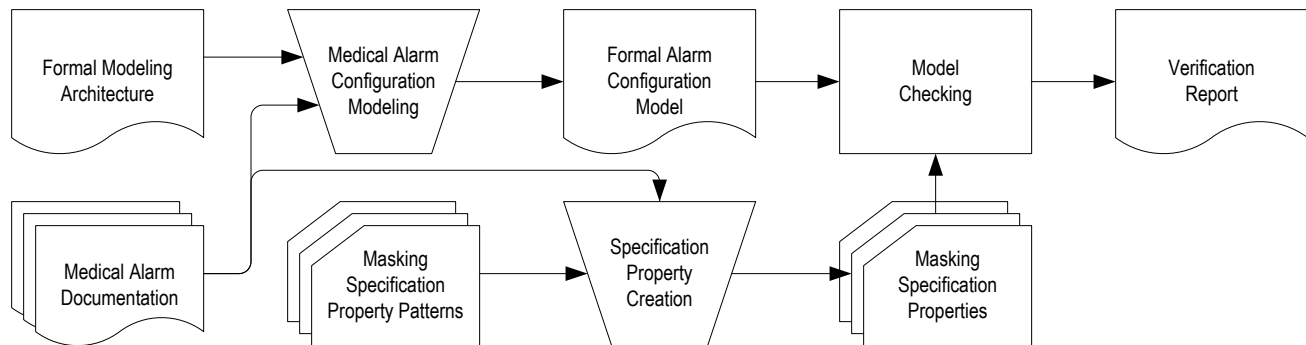 Formal Modeling
Architecture
Medical Alarm
Configuration
Modeling
Formal Alarm
Configuration
Model
Model
Checking
Verification
Report
Medical Alarm
Documentation
Masking
Specification
Property Patterns
Specification
Property
Creation
Masking
Specification
Properties